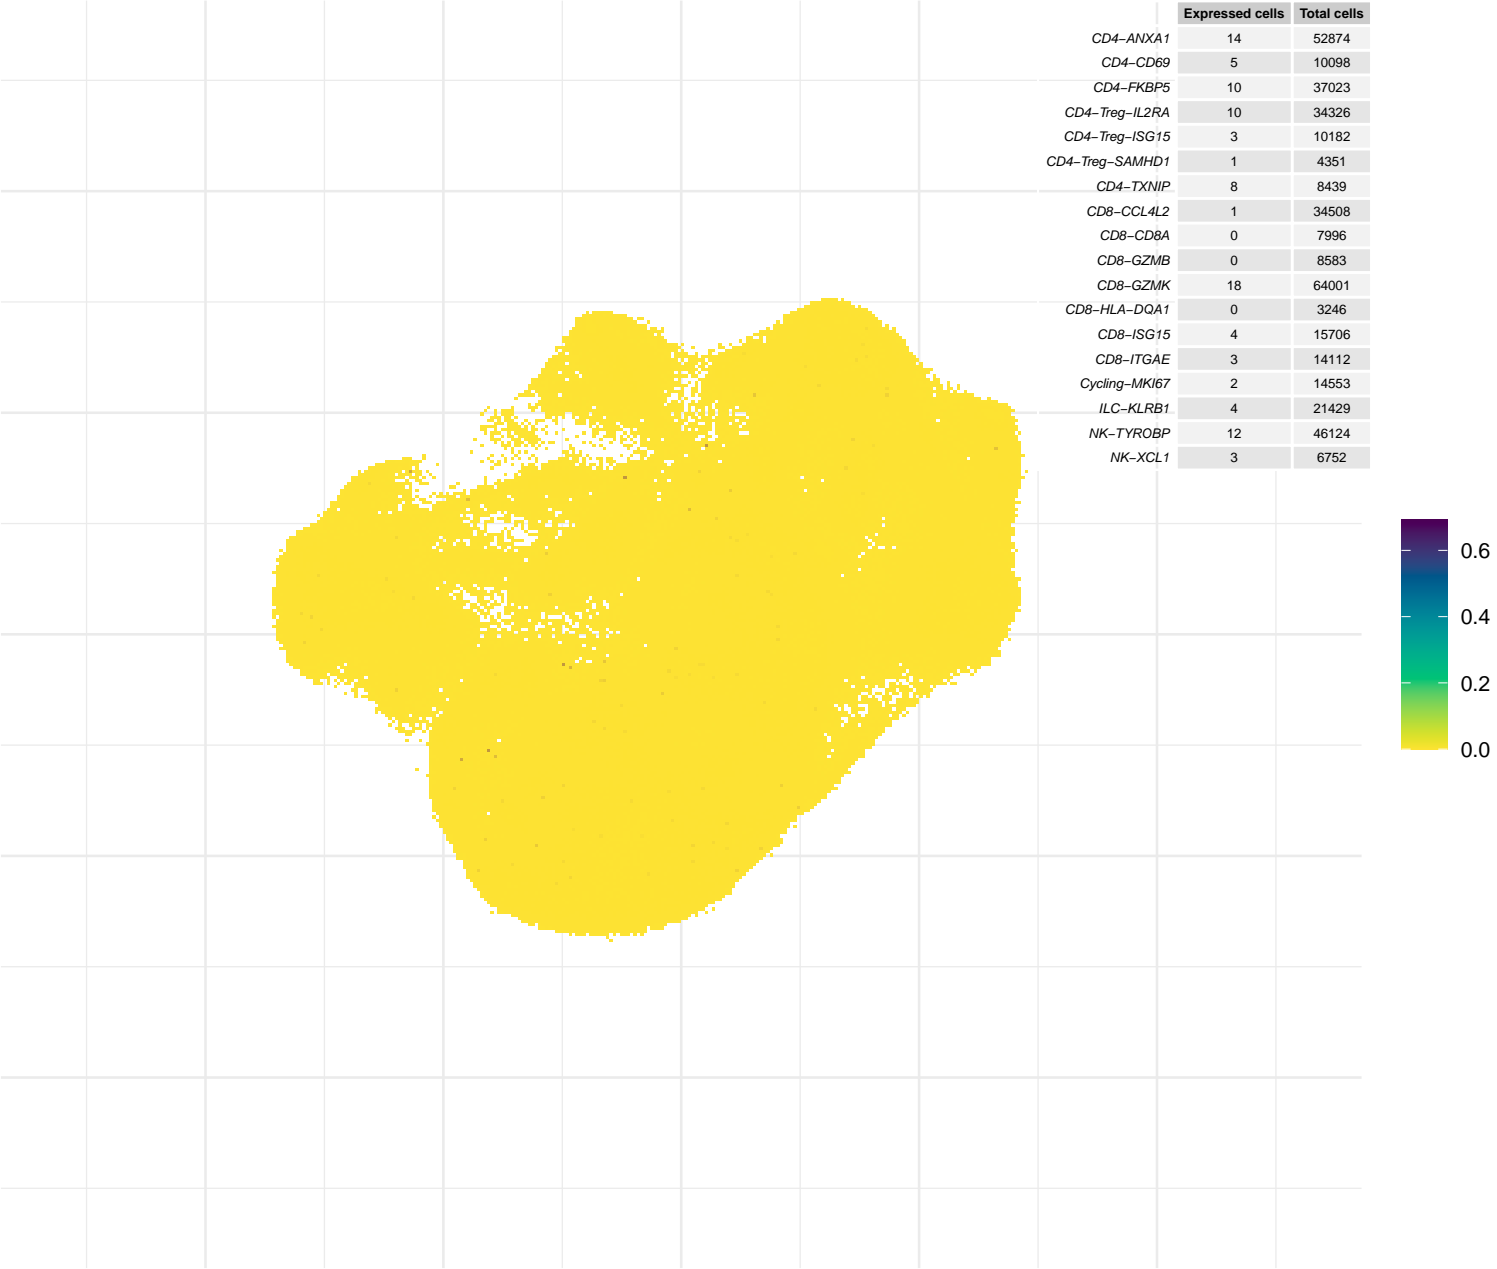 Expressed cells Total cells
CD4−ANXA1 14 52874
CD4−CD69 5 10098
CD4−FKBP5 10 37023
CD4−Treg−IL2RA 10 34326
CD4−Treg−ISG15 3 10182
CD4−Treg−SAMHD1 1 4351
CD4−TXNIP 8 8439
CD8−CCL4L2 1 34508
CD8−CD8A 0 7996
CD8−GZMB 0 8583
CD8−GZMK 18 64001
CD8−HLA−DQA1 0 3246
CD8−ISG15 4 15706
CD8−ITGAE 3 14112
Cycling−MKI67 2 14553
ILC−KLRB1 4 21429
NK−TYROBP 12 46124
NK−XCL1 3 6752
0.6
0.4
0.2
0.0